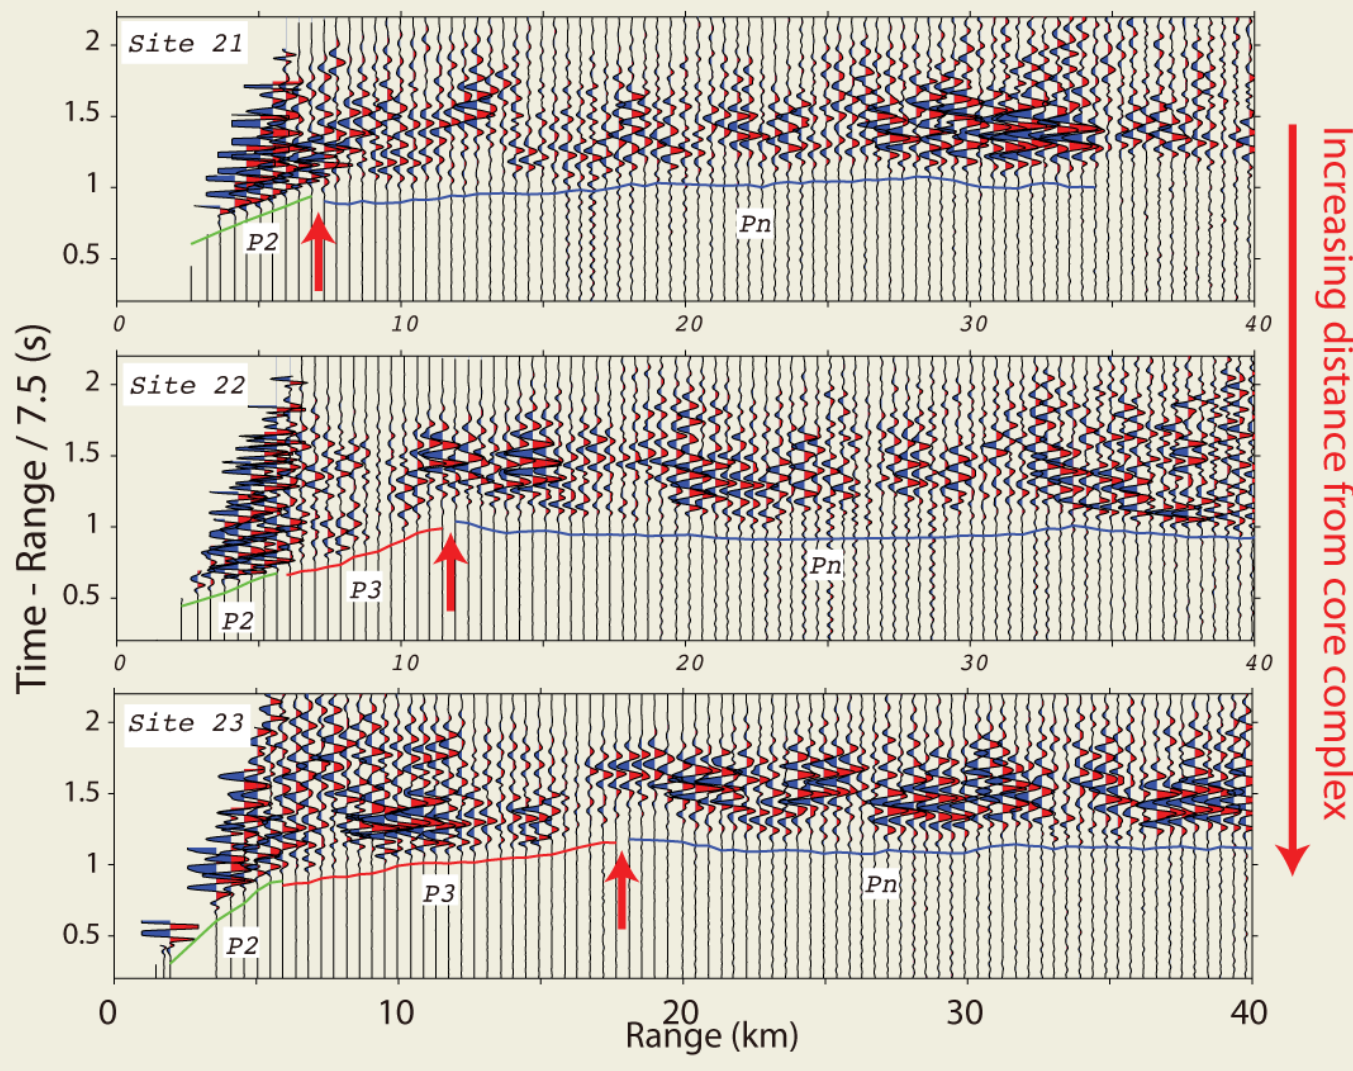 2
Site 21
1.5
1
0.5
P2
Pn
0
10
20
30
40
2
Site 22
1.5
1
0.5
P2
P3
Pn
0
10
20
30
40
2
Site 23
1.5
1
0.5
P2
P3
Pn
0
10
20
30
40
Range (km)
Time - Range / 7.5 (s)
Increasing distance from core complex